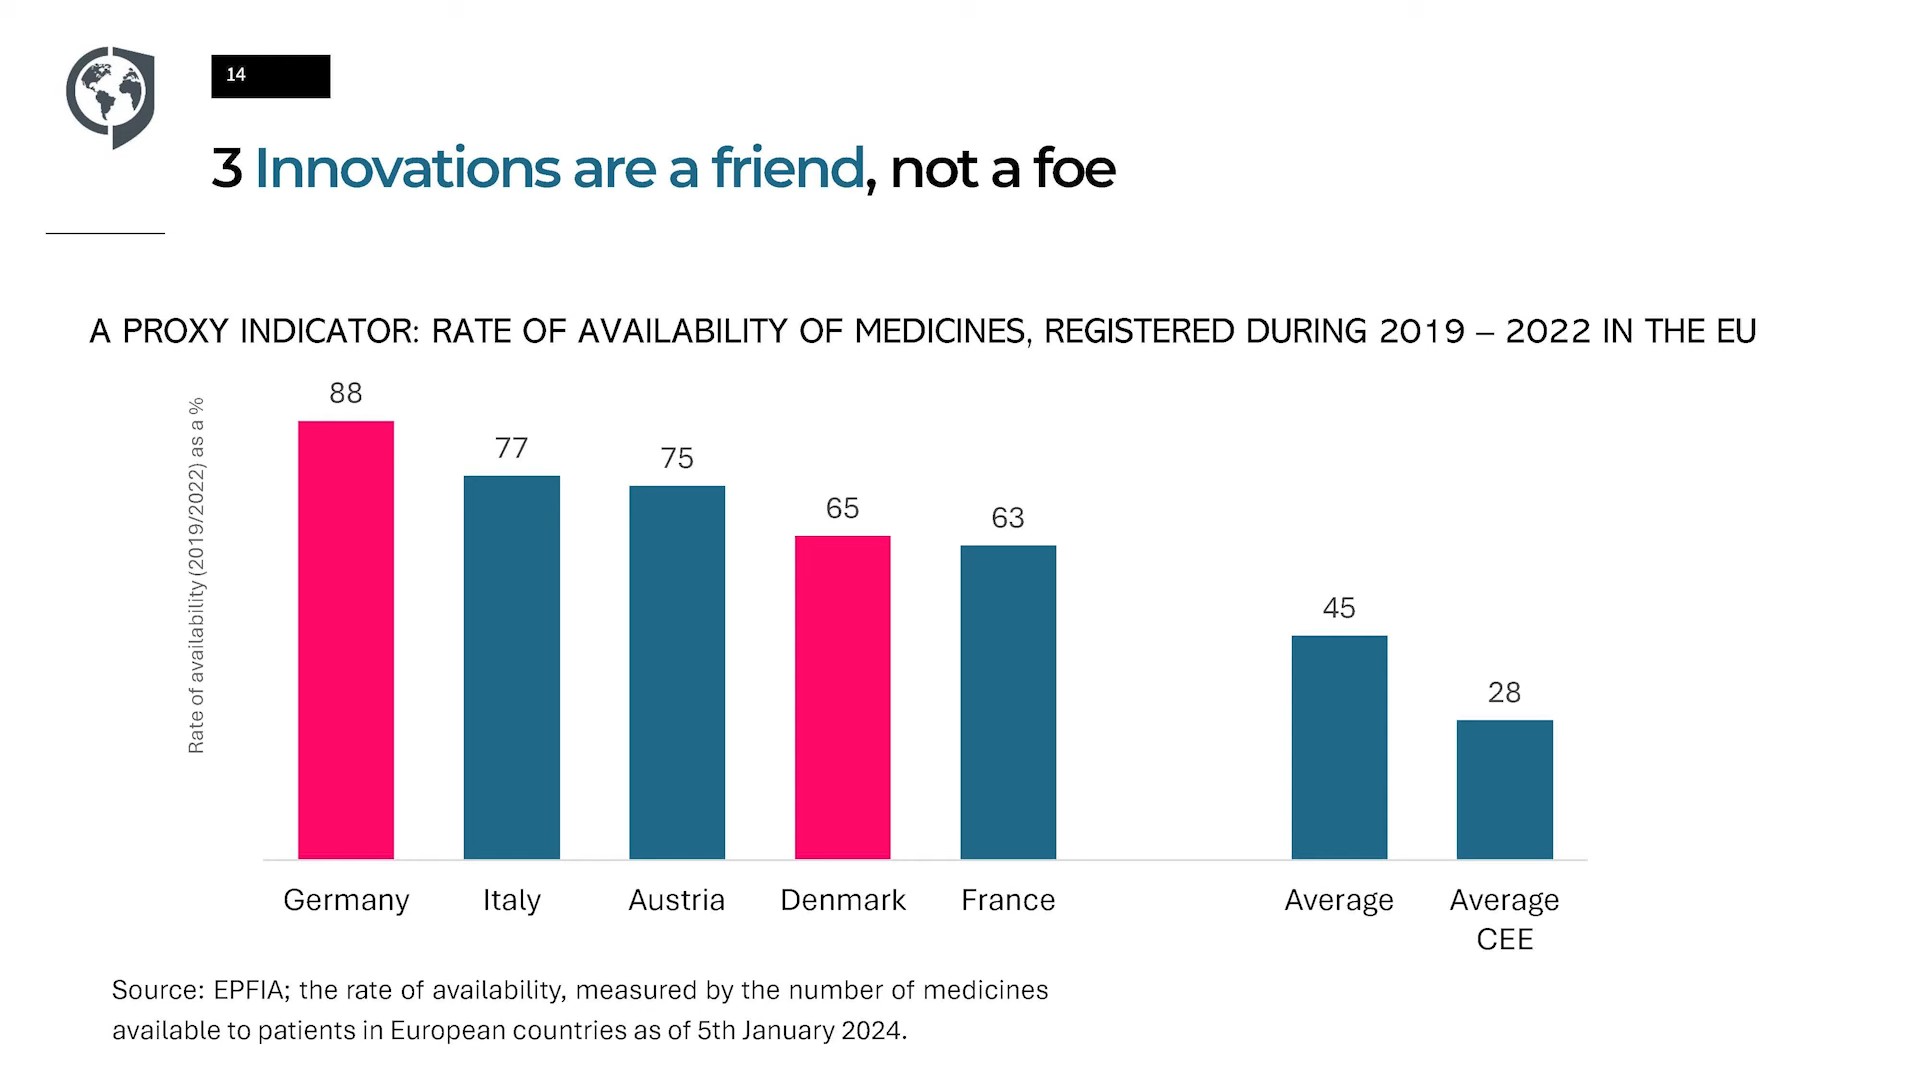 14
3 Innovations are a friend, not a foe
A PROXY INDICATOR: RATE OF AVAILABILITY OF MEDICINES, REGISTERED DURING 2019 – 2022 IN THE EU
Rate of availability (2019/2022) as a %
88
77
75
65
63
45
28
Germany
Italy
Austria
Denmark
France
Average
Average
CEE
Source: EPFIA; the rate of availability, measured by the number of medicines
available to patients in European countries as of 5th January 2024.